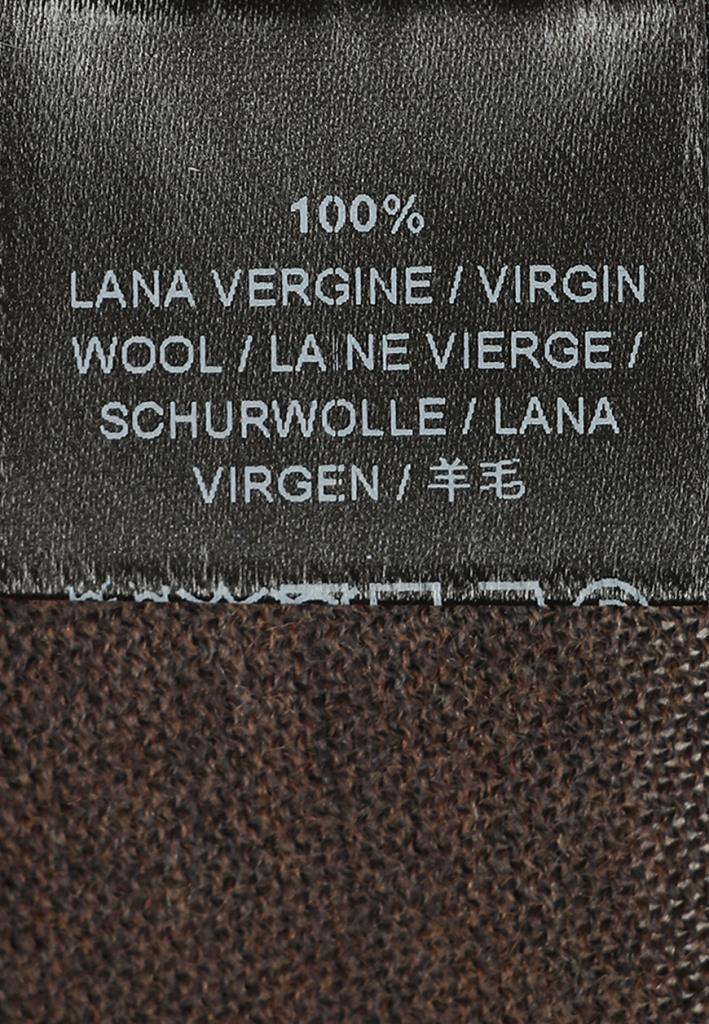 100%
LANA VERGINE / VIRGIN
WOOL / LAINE VIERGE /
SCHURWOLLE / LANA
VIRGEN / 羊毛